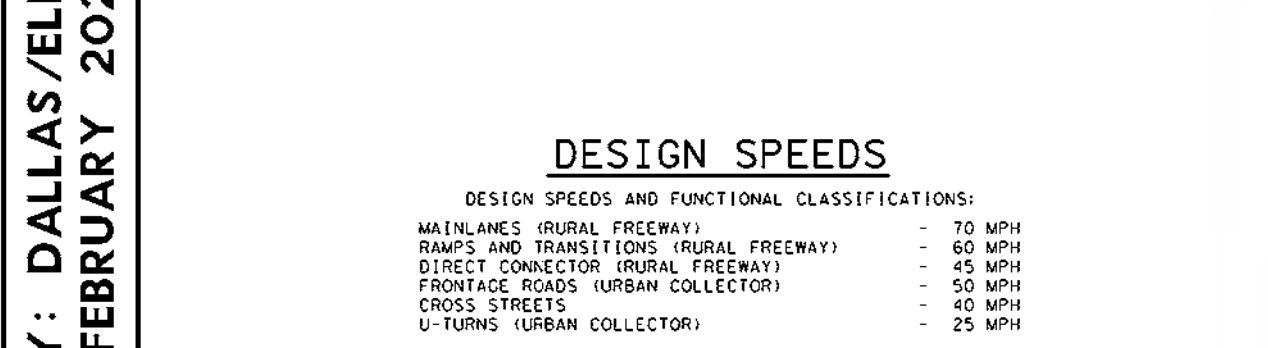 DALLAS/
FEBRUARY
DESIGN SPEEDS
DESIGN SPEEDS AND FUNCTIONAL CLASSIFICATIONS:
MAINLANES (RURAL FREEWAY) - 70 MPH
RAMPS AND TRANSITIONS (RURAL FREEWAY) - 60 MPH
DIRECT CONNECTOR (RURAL FREEWAY) - 45 MPH
FRONTAGE ROADS (URBAN COLLECTOR) - 50 MPH
CROSS STREETS - 40 MPH
U-TURNS (URBAN COLLECTOR) - 25 MPH